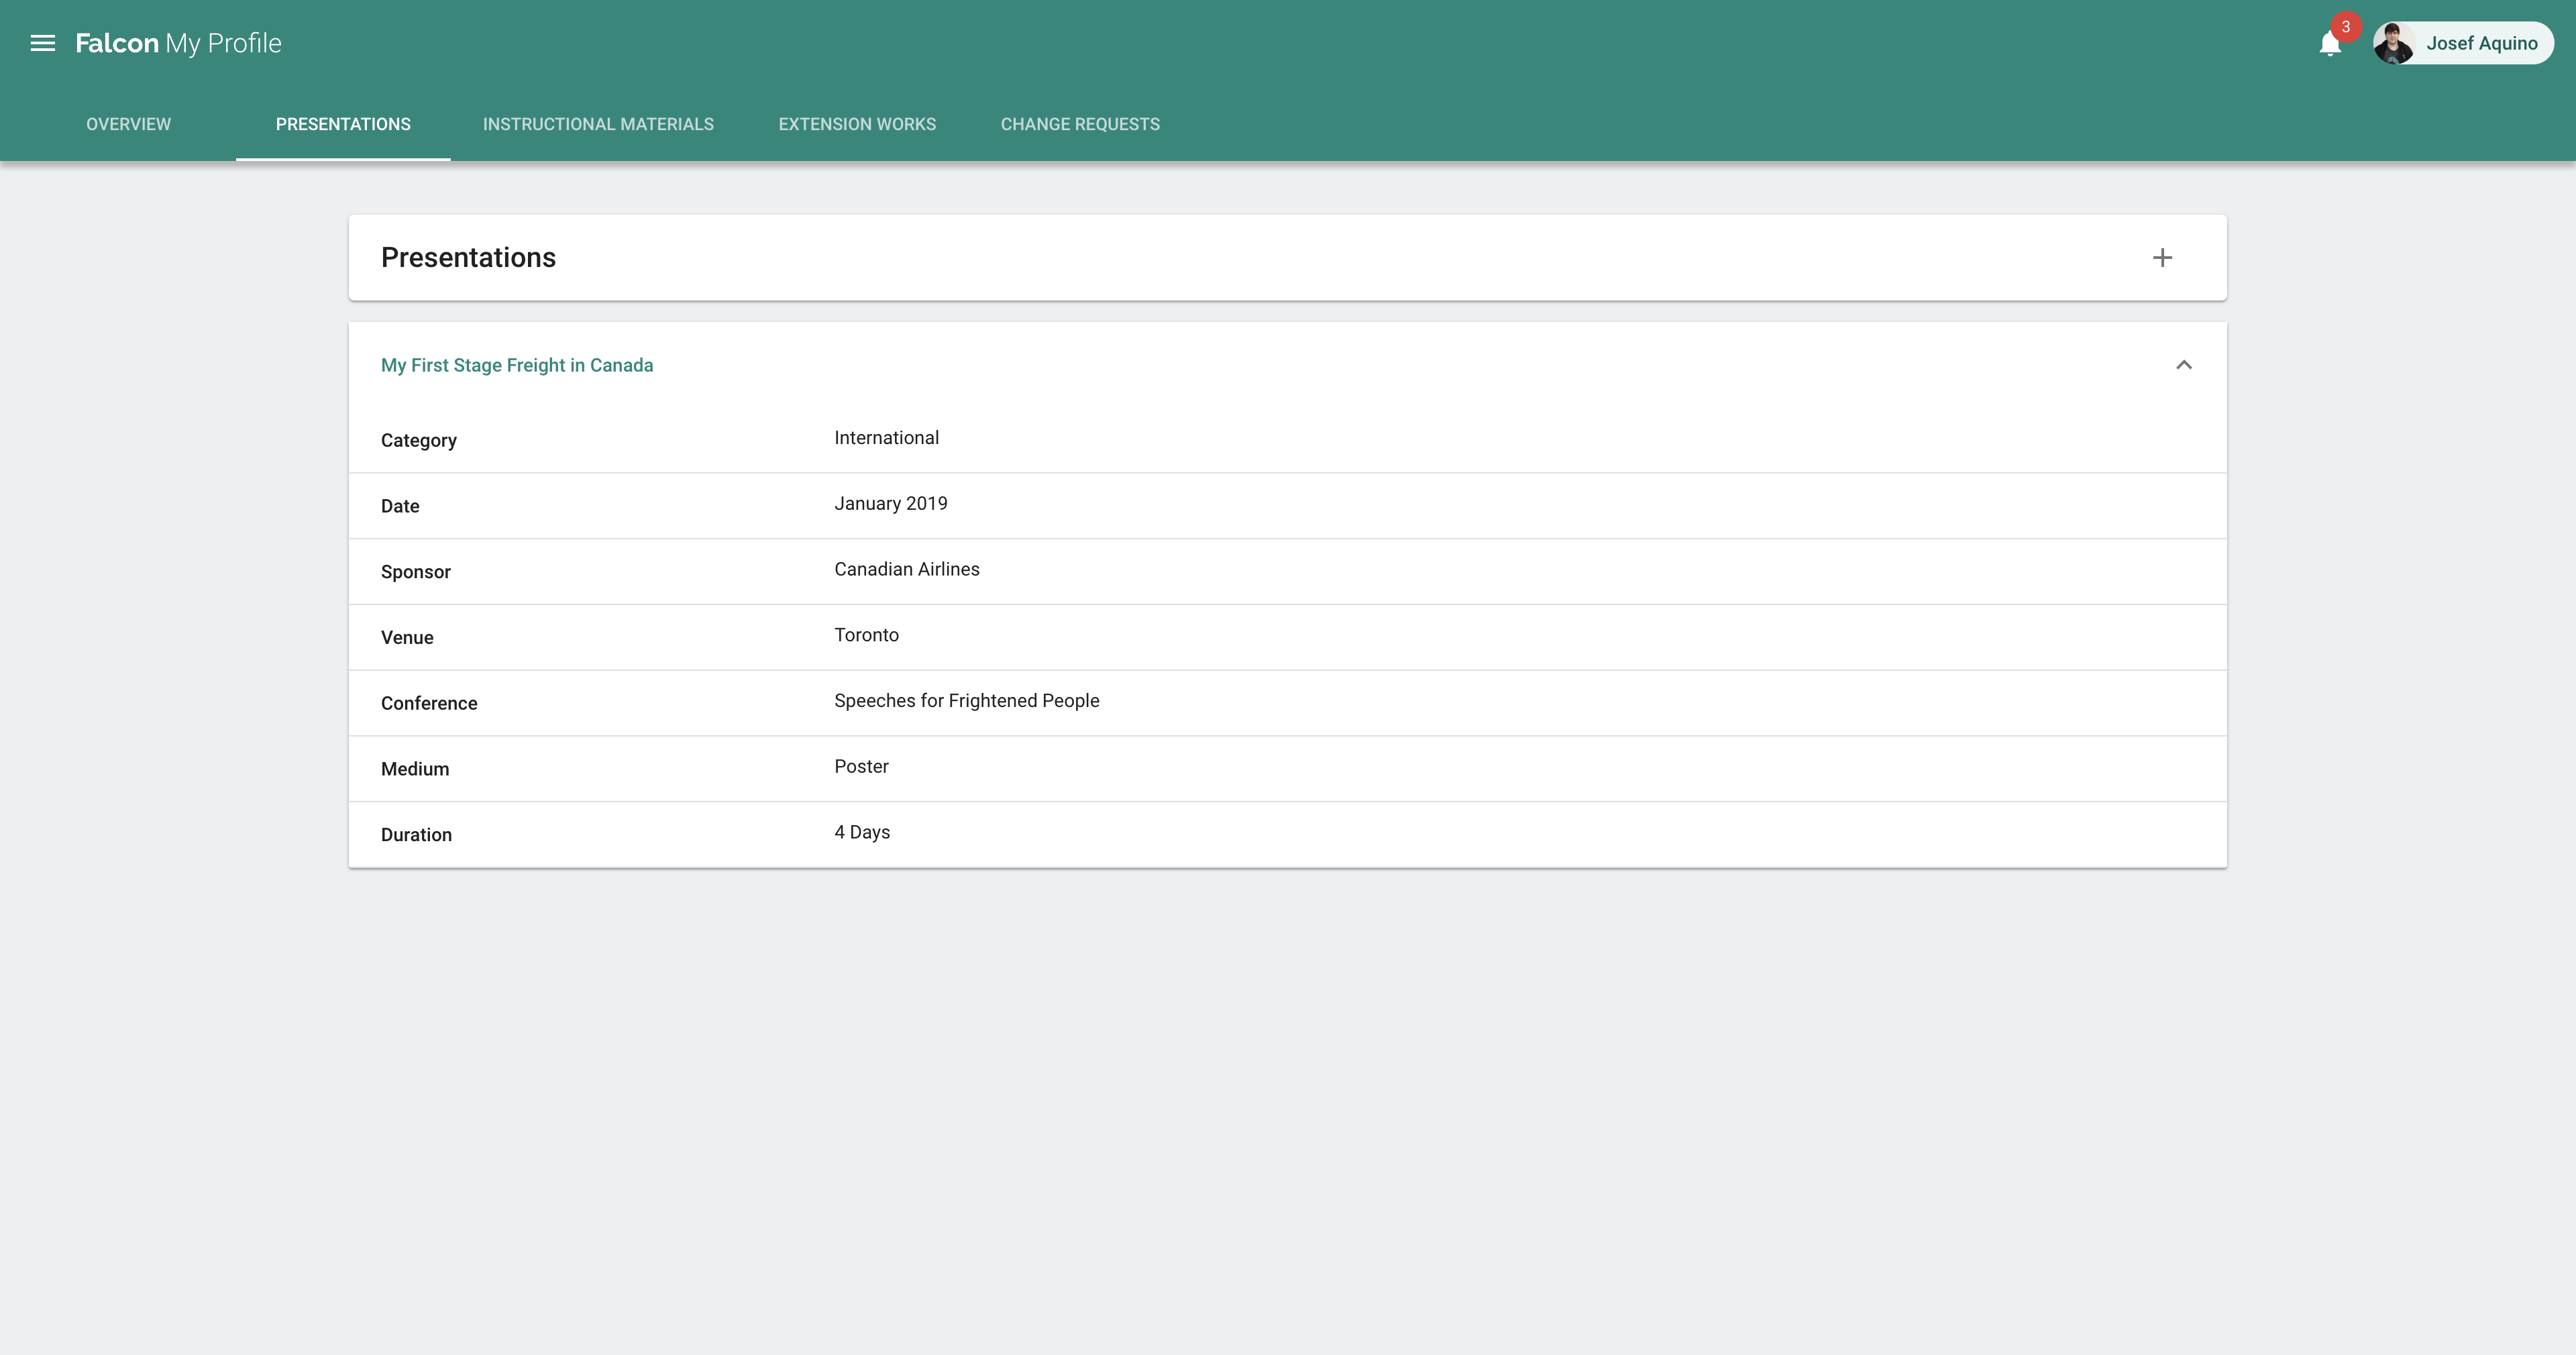 Falcon My Profile
3
Josef Aquino
OVERVIEW PRESENTATIONS INSTRUCTIONAL MATERIALS EXTENSION WORKS CHANGE REQUESTS
Presentations
My First Stage Freight in Canada
Category International
Date January 2019
Sponsor Canadian Airlines
Venue Toronto
Conference Speeches for Frightened People
Medium Poster
Duration 4 Days